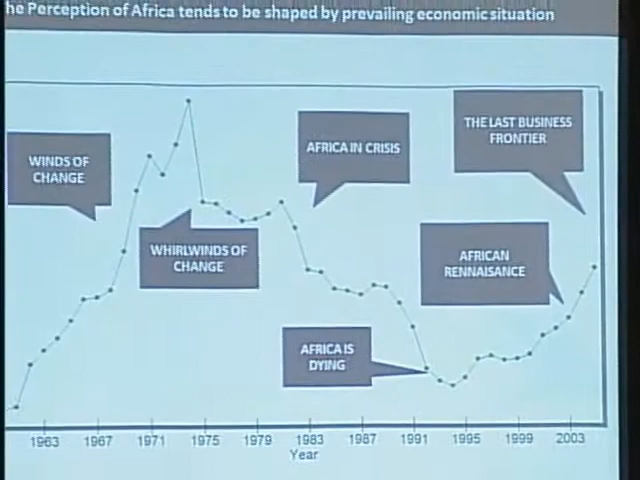 he Perception of Africa tends to be shaped by prevailing economic situation
WINDS OF
CHANGE
WHIRLWINDS OF
CHANGE
AFRICA IN CRISIS
THE LAST BUSINESS
FRONTIER
AFRICAN
RENNAISANCE
AFRICA IS
DYING
1963 1967 1971 1975 1979 1983 1987 1991 1995 1999 2003
Year